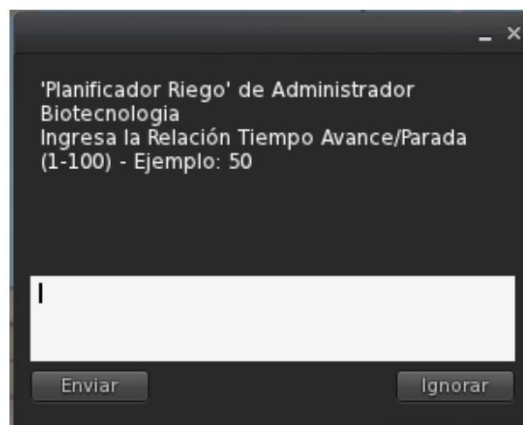 'Planificador Riego' de Administrador
Biotecnologia
Ingresa la Relación Tiempo Avance/Parada
(1-100) - Ejemplo: 50
Enviar
Ignorar